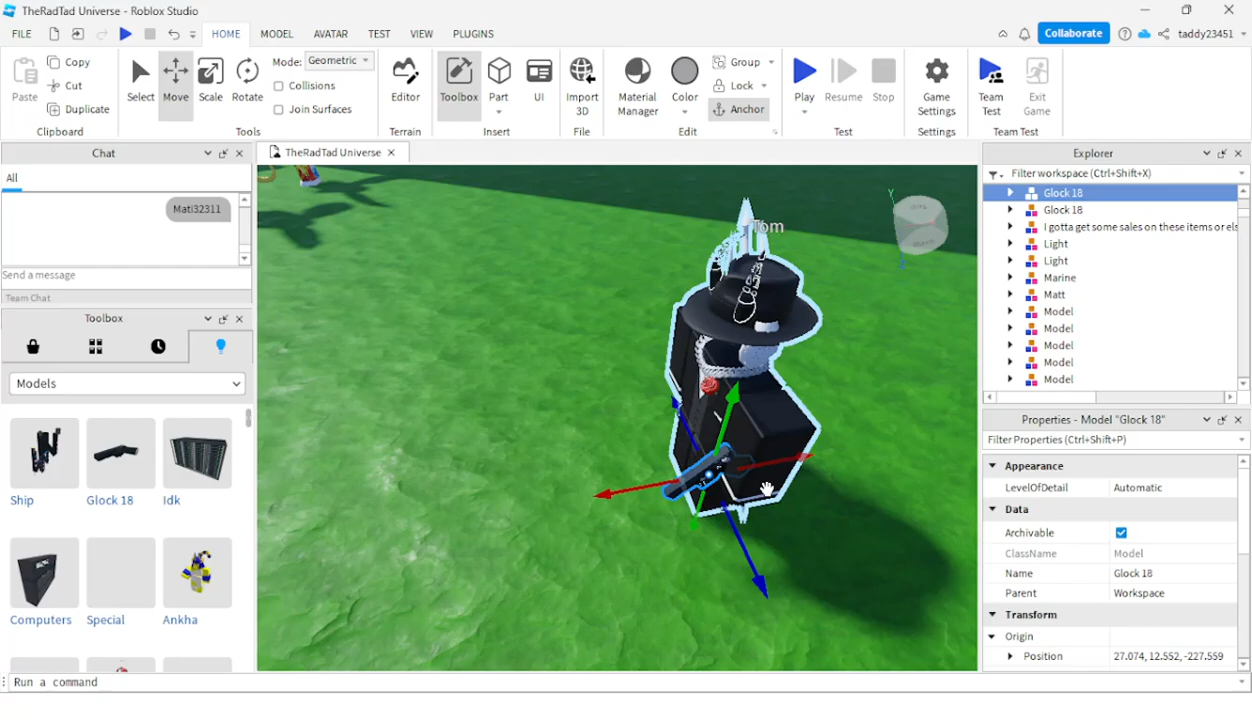 TheRadTad Universe - Roblox Studio
FILE HOME MODEL AVATAR TEST VIEW PLUGINS Collaborate taddy23451
Paste
Copy
Cut
Duplicate
Clipboard
Select
Move
Scale
Rotate
Mode: Geometric
Collisions
Join Surfaces
Tools
Editor
Terrain
Toolbox
Part
UI
Insert
Import
3D
File
Material
Manager
Color
Group
Lock
Anchor
Edit
Play
Resume
Stop
Test
Game
Settings
Settings
Team
Test
Exit
Game
Team Test
Chat
All
Mati32311
Send a message
Team Chat
Toolbox
Models
Ship
Glock 18
Idk
Computers
Special
Ankha
TheRadTad Universe
Tom
Y
Explorer
Filter workspace (Ctrl+Shift+X)
Glock 18
Glock 18
I gotta get some sales on these items or els
Light
Light
Marine
Matt
Model
Model
Model
Model
Model
Properties - Model "Glock 18"
Filter Properties (Ctrl+Shift+P)
Appearance
LevelOfDetail Automatic
Data
Archivable
ClassName Model
Name Glock 18
Parent Workspace
Transform
Origin
Position 27.074, 12.552, -227.559
Run a command